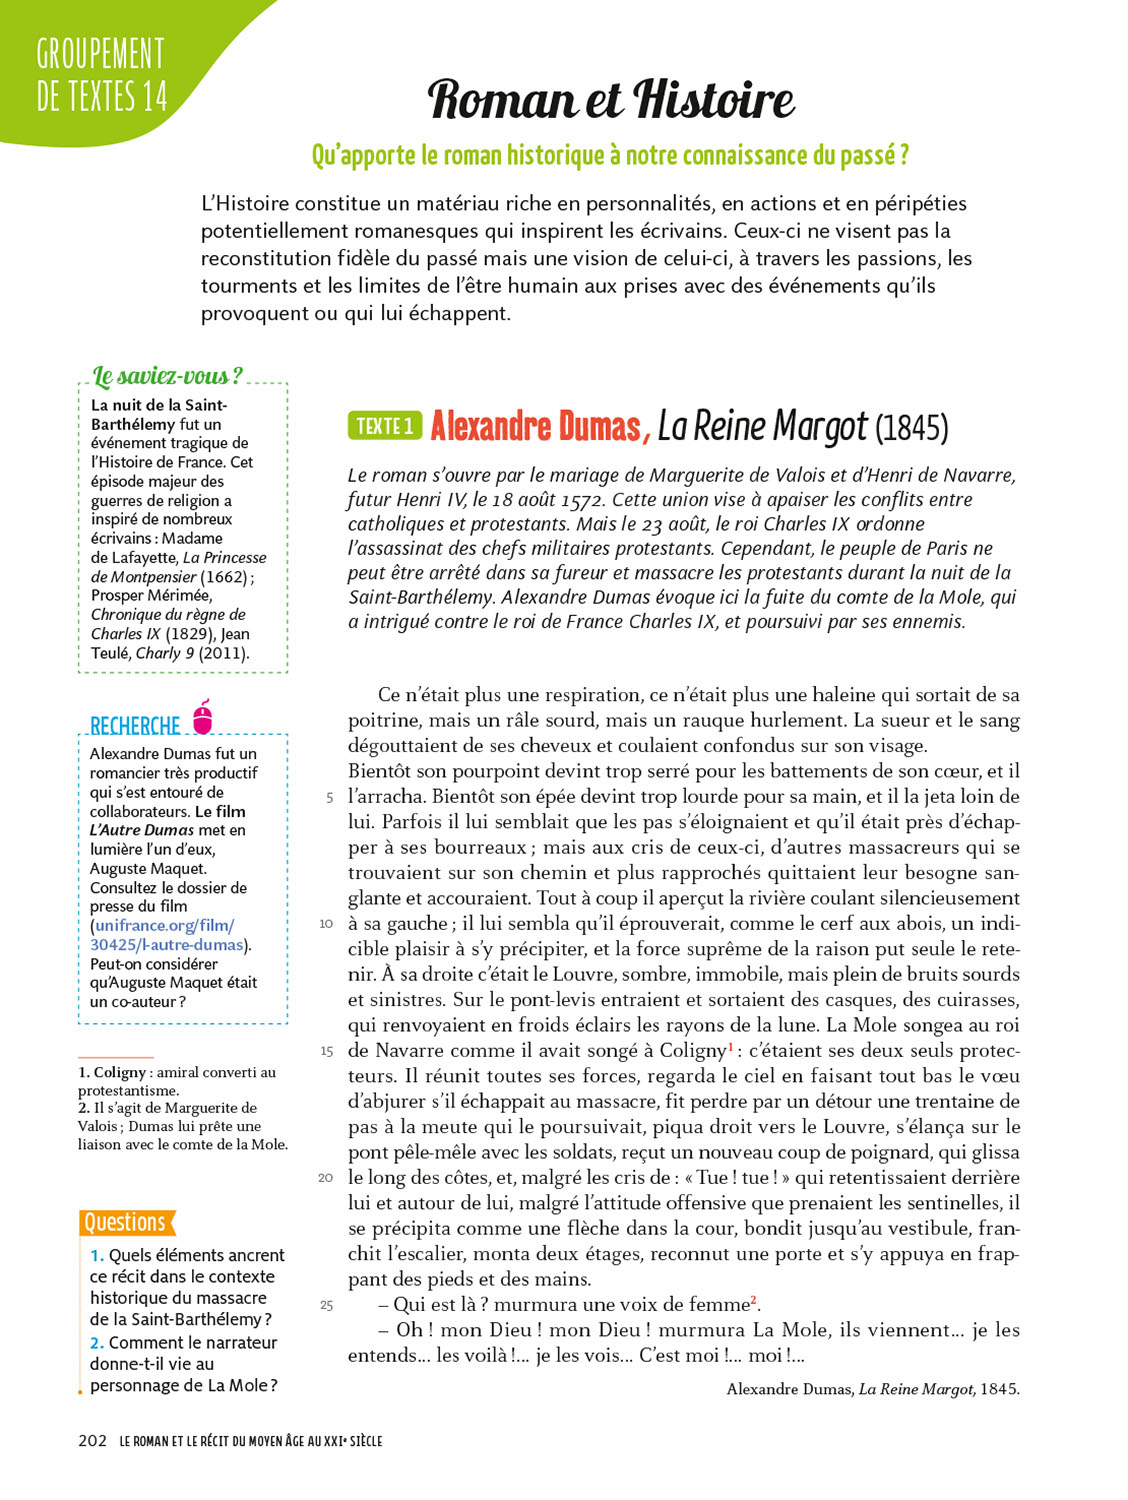 GROUPEMENT
DE TEXTES 14
Roman et Histoire
Qu’apporte le roman historique à notre connaissance du passé ?
L’Histoire constitue un matériau riche en personnalités, en actions et en péripéties
potentiellement romanesques qui inspirent les écrivains. Ceux-ci ne visent pas la
reconstitution fidèle du passé mais une vision de celui-ci, à travers les passions, les
tourments et les limites de l’être humain aux prises avec des événements qu’ils
provoquent ou qui lui échappent.
Le saviez-vous ?
La nuit de la Saint-
Barthélemy fut un
événement tragique de
l’Histoire de France. Cet
épisode majeur des
guerres de religion a
inspiré de nombreux
écrivains : Madame
de Lafayette, La Princesse
de Montpensier (1662) ;
Prosper Mérimée,
Chronique du règne de
Charles IX (1829), Jean
Teulé, Charly 9 (2011).
RECHERCHE
Alexandre Dumas fut un
romancier très productif
qui s’est entouré de
collaborateurs. Le film
L’Autre Dumas met en
lumière l’un d’eux,
Auguste Maquet.
Consultez le dossier de
presse du film
(unifrance.org/film/
30425/l-autre-dumas).
Peut-on considérer
qu’Auguste Maquet était
un co-auteur ?
1. Coligny : amiral converti au
protestantisme.
2. Il s’agit de Marguerite de
Valois ; Dumas lui prête une
liaison avec le comte de la Mole.
Questions
1. Quels éléments ancrent
ce récit dans le contexte
historique du massacre
de la Saint-Barthélemy ?
2. Comment le narrateur
donne-t-il vie au
personnage de La Mole ?
TEXTE 1 Alexandre Dumas, La Reine Margot (1845)
Le roman s’ouvre par le mariage de Marguerite de Valois et d’Henri de Navarre,
futur Henri IV, le 18 août 1572. Cette union vise à apaiser les conflits entre
catholiques et protestants. Mais le 23 août, le roi Charles IX ordonne
l’assassinat des chefs militaires protestants. Cependant, le peuple de Paris ne
peut être arrêté dans sa fureur et massacre les protestants durant la nuit de la
Saint-Barthélemy. Alexandre Dumas évoque ici la fuite du comte de la Mole, qui
a intrigué contre le roi de France Charles IX, et poursuivi par ses ennemis.
Ce n’était plus une respiration, ce n’était plus une haleine qui sortait de sa
poitrine, mais un râle sourd, mais un rauque hurlement. La sueur et le sang
dégouttaient de ses cheveux et coulaient confondus sur son visage.
Bientôt son pourpoint devint trop serré pour les battements de son cœur, et il
5 l’arracha. Bientôt son épée devint trop lourde pour sa main, et il la jeta loin de
lui. Parfois il lui semblait que les pas s’éloignaient et qu’il était près d’échap-
per à ses bourreaux ; mais aux cris de ceux-ci, d’autres massacreurs qui se
trouvaient sur son chemin et plus rapprochés quittaient leur besogne san-
glante et accouraient. Tout à coup il aperçut la rivière coulant silencieusement
10 à sa gauche ; il lui sembla qu’il éprouverait, comme le cerf aux abois, un indi-
cible plaisir à s’y précipiter, et la force suprême de la raison put seule le rete-
nir. À sa droite c’était le Louvre, sombre, immobile, mais plein de bruits sourds
et sinistres. Sur le pont-levis entraient et sortaient des casques, des cuirasses,
qui renvoyaient en froids éclairs les rayons de la lune. La Mole songea au roi
15 de Navarre comme il avait songé à Coligny1 : c’étaient ses deux seuls protec-
teurs. Il réunit toutes ses forces, regarda le ciel en faisant tout bas le vœu
d’abjurer s’il échappait au massacre, fit perdre par un détour une trentaine de
pas à la meute qui le poursuivait, piqua droit vers le Louvre, s’élança sur le
pont pêle-mêle avec les soldats, reçut un nouveau coup de poignard, qui glissa
20 le long des côtes, et, malgré les cris de : « Tue ! tue ! » qui retentissaient derrière
lui et autour de lui, malgré l’attitude offensive que prenaient les sentinelles, il
se précipita comme une flèche dans la cour, bondit jusqu’au vestibule, fran-
chit l’escalier, monta deux étages, reconnut une porte et s’y appuya en frap-
pant des pieds et des mains.
25 – Qui est là ? murmura une voix de femme2.
– Oh ! mon Dieu ! mon Dieu ! murmura La Mole, ils viennent... je les
entends... les voilà !... je les vois... C’est moi !... moi !...
Alexandre Dumas, La Reine Margot, 1845.
202 LE ROMAN ET LE RÉCIT DU MOYEN ÂGE AU XXIe SIÈCLE